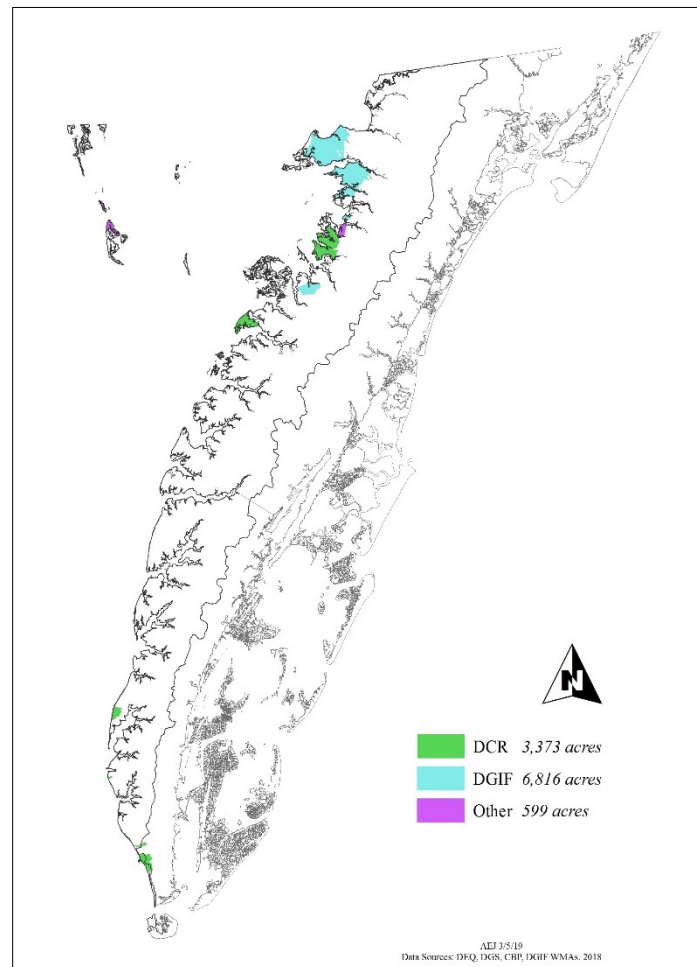 N
DCR 3,373 acres
DGIF 6,816 acres
Other 599 acres
AEJ 3/5/19
Data Sources: DEQ, DGS, CBP, DGIF WMAs. 2018